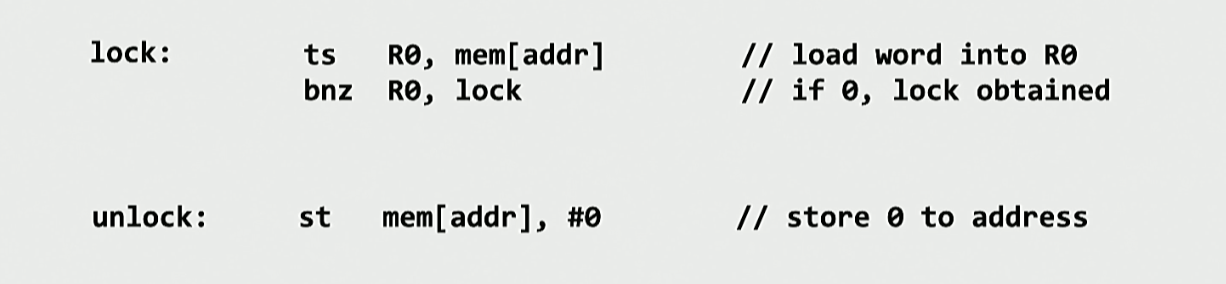 lock: ts R0, mem[addr] // load word into R0
bnz R0, lock // if 0, lock obtained
unlock: st mem[addr], #0 // store 0 to address